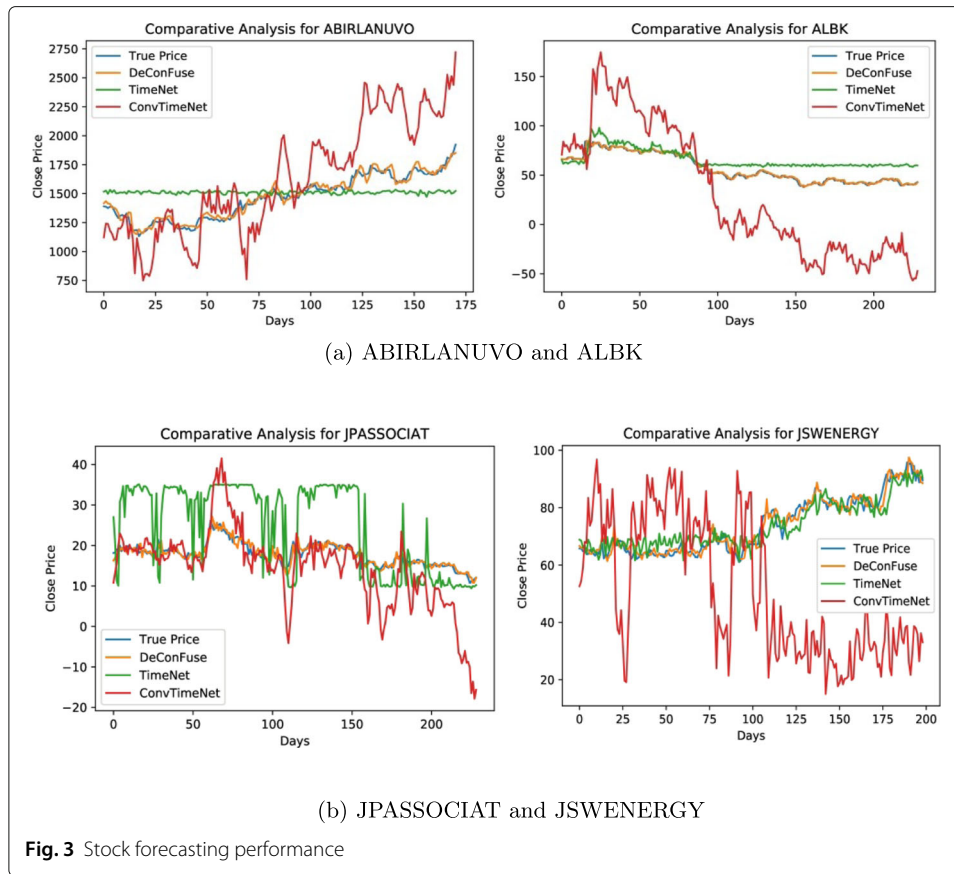 Comparative Analysis for ABIRLANUVO
2750
2500
2250
2000
1750
1500
1250
1000
750
Close Price
True Price
DeConFuse
TimeNet
ConvTimeNet
0 25 50 75 100 125 150 175
Days
Comparative Analysis for ALBK
150
100
50
0
−50
Close Price
True Price
DeConFuse
TimeNet
ConvTimeNet
0 50 100 150 200
Days
(a) ABIRLANUVO and ALBK
Comparative Analysis for JPASSOCIAT
40
30
20
10
0
−10
−20
Close Price
True Price
DeConFuse
TimeNet
ConvTimeNet
0 50 100 150 200
Days
Comparative Analysis for JSWENERGY
100
80
60
40
20
Close Price
True Price
DeConFuse
TimeNet
ConvTimeNet
0 25 50 75 100 125 150 175 200
Days
(b) JPASSOCIAT and JSWENERGY
Fig. 3 Stock forecasting performance